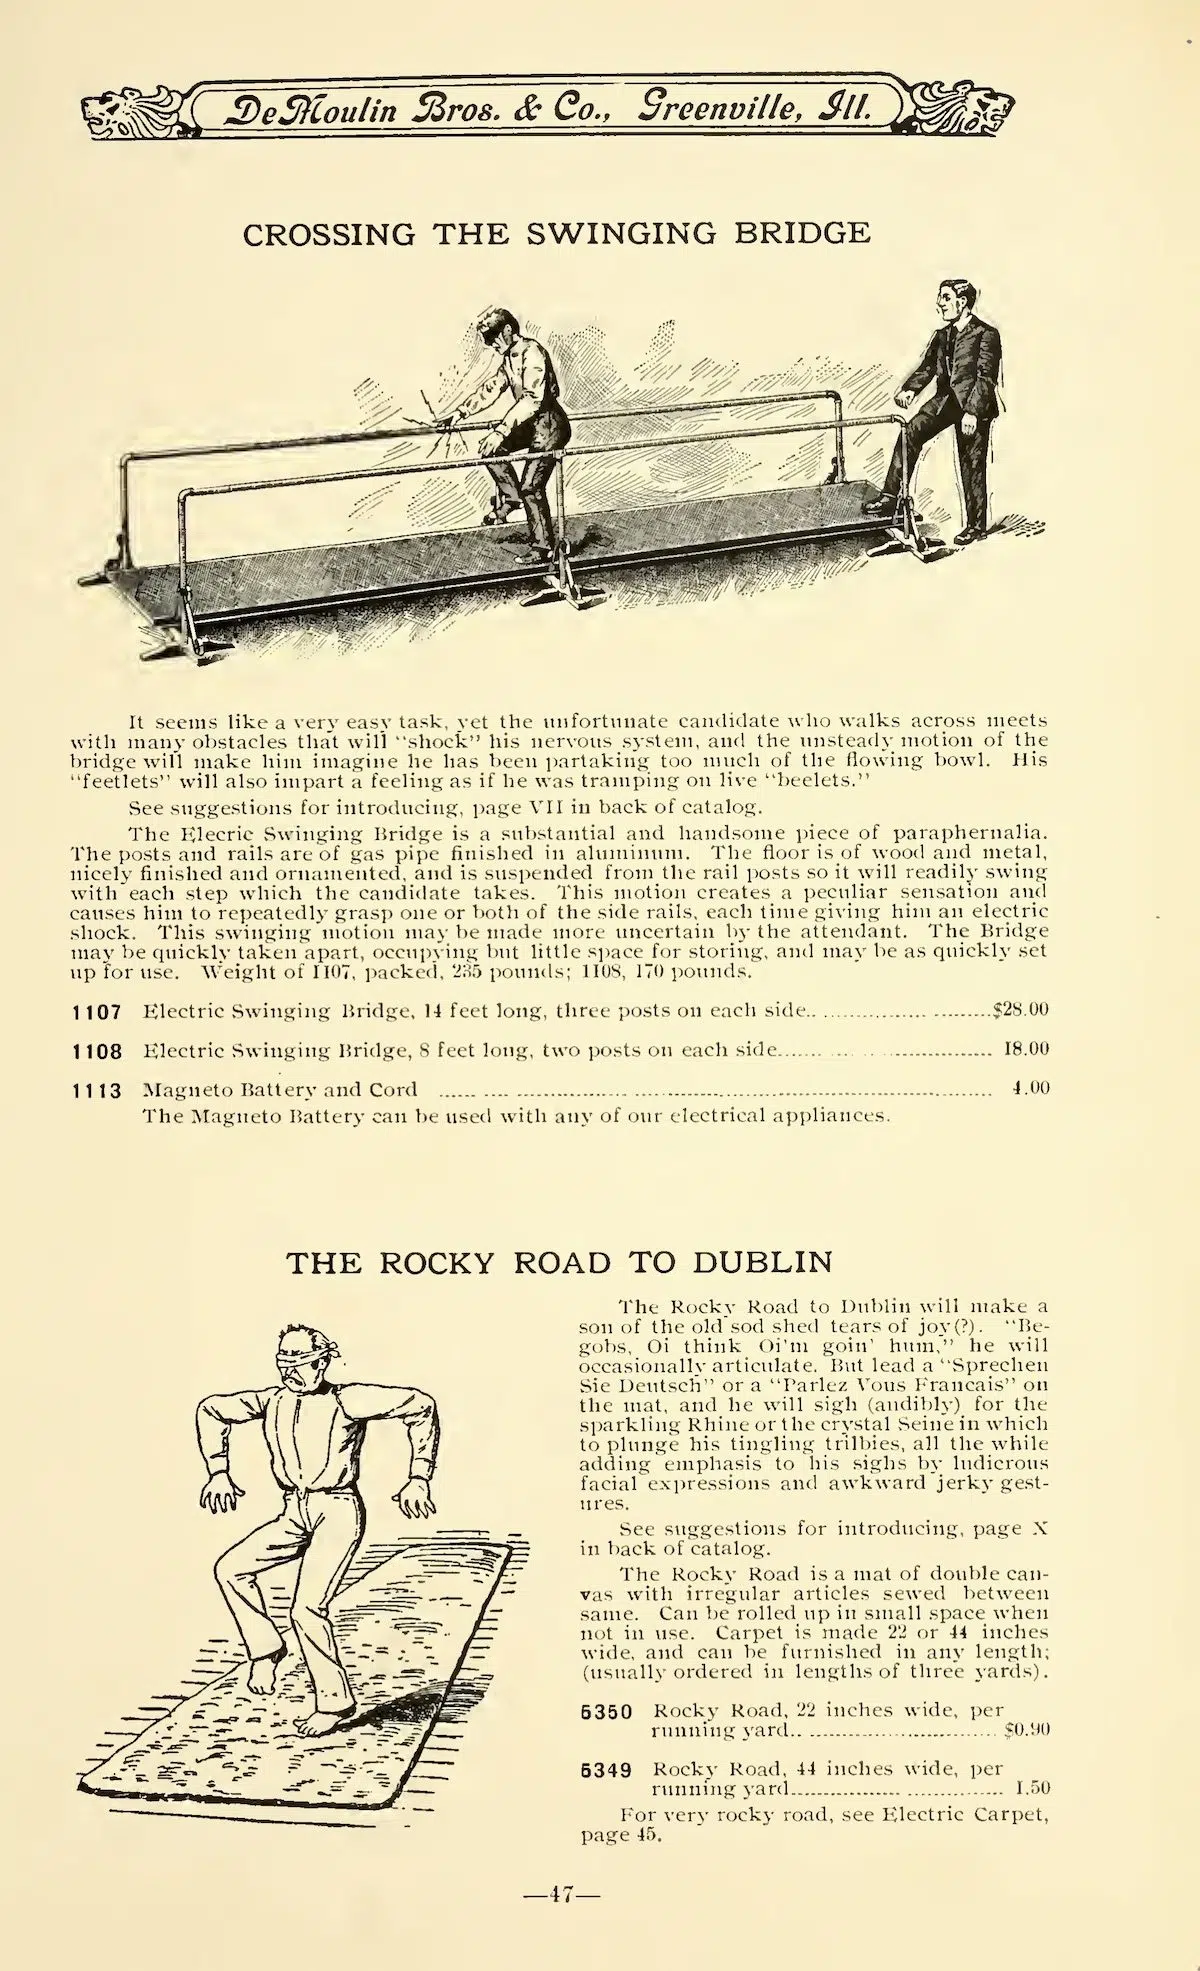 DeMoulin Bros. & Co., Greenville, Ill.
CROSSING THE SWINGING BRIDGE
It seems like a very easy task, yet the unfortunate candidate who walks across meets
with many obstacles that will "shock" his nervous system, and the unsteady motion of the
bridge will make him imagine he has been partaking too much of the flowing bowl. His
"feetlets" will also impart a feeling as if he was tramping on live "beelets."
See suggestions for introducing, page VII in back of catalog.
The Elecric Swinging Bridge is a substantial and handsome piece of paraphernalia.
The posts and rails are of gas pipe finished in aluminum. The floor is of wood and metal,
nicely finished and ornamented, and is suspended from the rail posts so it will readily swing
with each step which the candidate takes. This motion creates a peculiar sensation and
causes him to repeatedly grasp one or both of the side rails, each time giving him an electric
shock. This swinging motion may be made more uncertain by the attendant. The Bridge
may be quickly taken apart, occupying but little space for storing, and may be as quickly set
up for use. Weight of 1107, packed, 235 pounds; 1108, 170 pounds.
1107 Electric Swinging Bridge, 14 feet long, three posts on each side.. $28.00
1108 Electric Swinging Bridge, 8 feet long, two posts on each side.. 18.00
1113 Magneto Battery and Cord 4.00
The Magneto Battery can be used with any of our electrical appliances.
THE ROCKY ROAD TO DUBLIN
The Rocky Road to Dublin will make a
son of the old sod shed tears of joy(?). "Be-
gobs, Oi think Oi'm goin' hum," he will
occasionally articulate. But lead a "Sprechen
Sie Deutsch" or a "Parlez Vous Francais" on
the mat, and he will sigh (audibly) for the
sparkling Rhine or the crystal Seine in which
to plunge his tingling trilbies, all the while
adding emphasis to his sighs by ludicrous
facial expressions and awkward jerky gest-
ures.
See suggestions for introducing, page X
in back of catalog.
The Rocky Road is a mat of double can-
vas with irregular articles sewed between
same. Can be rolled up in small space when
not in use. Carpet is made 22 or 44 inches
wide, and can be furnished in any length;
(usually ordered in lengths of three yards).
5350 Rocky Road, 22 inches wide, per
running yard.. $0.90
5349 Rocky Road, 44 inches wide, per
running yard.. 1.50
For very rocky road, see Electric Carpet,
page 45.
—47—